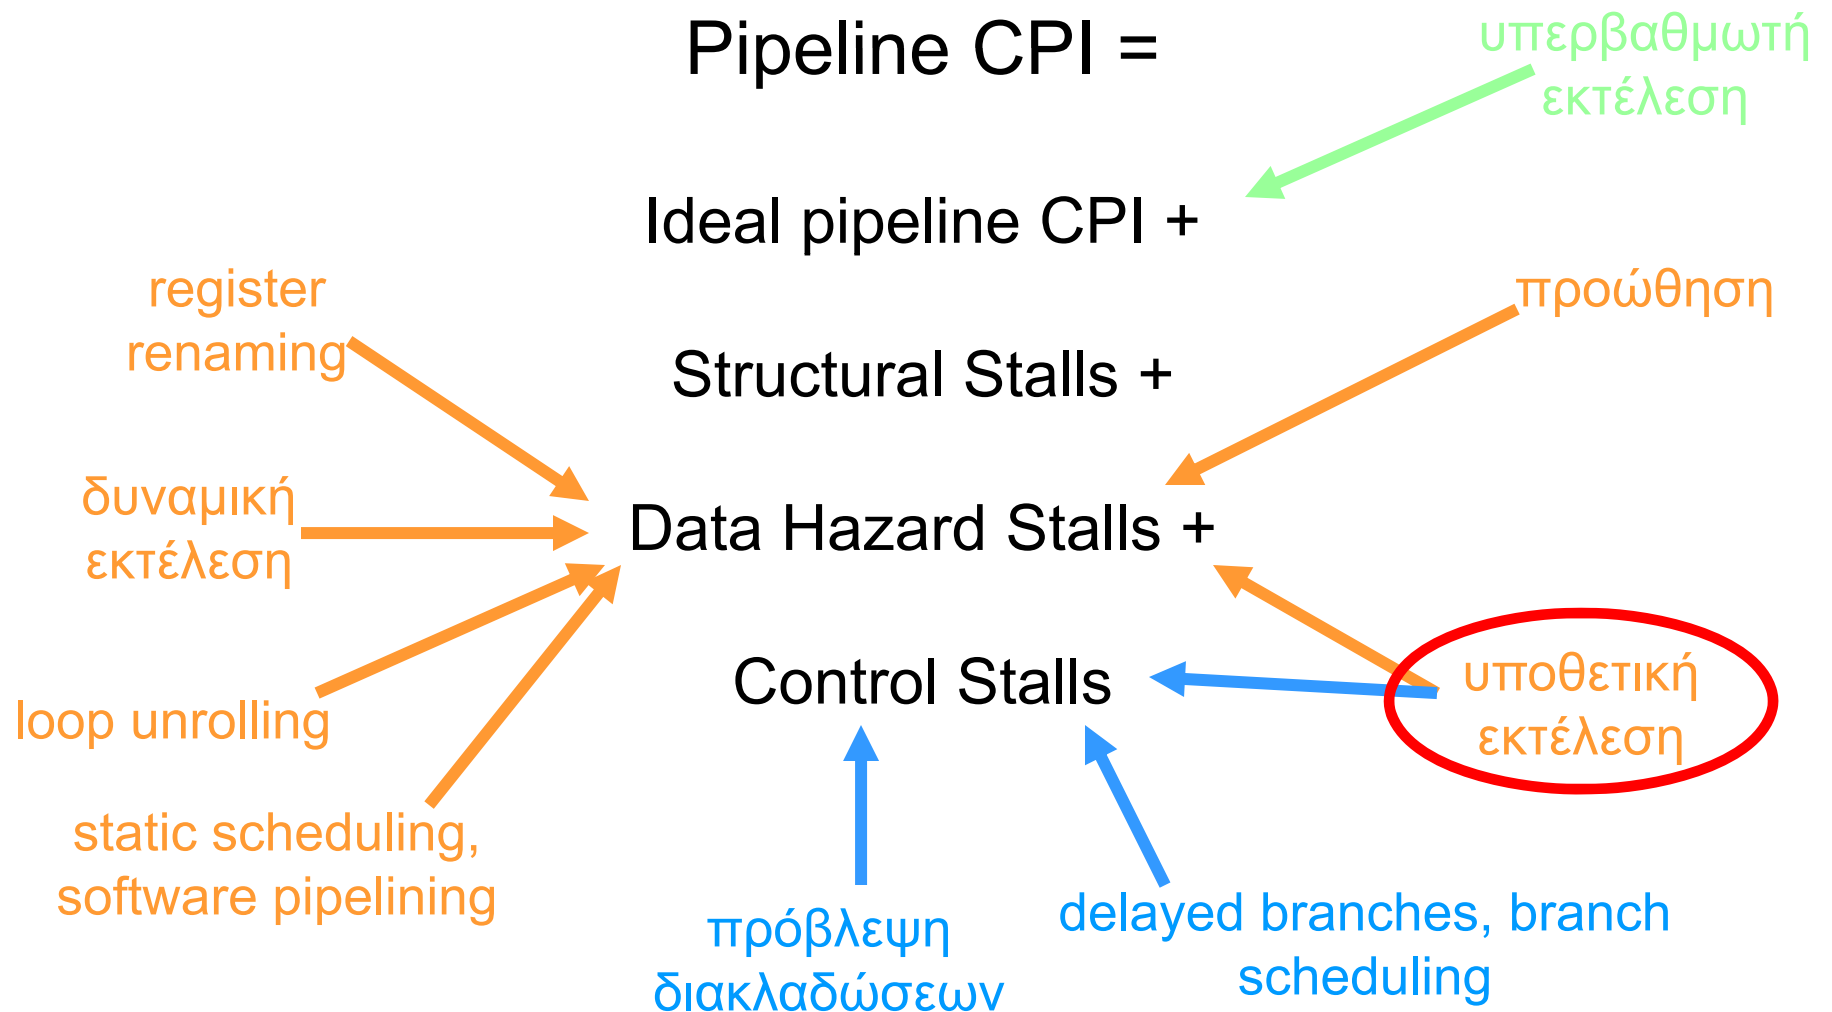 Pipeline CPI =
υπερβαθμωτή
εκτέλεση
Ideal pipeline CPI +
register
renaming
προώθηση
Structural Stalls +
δυναμική
εκτέλεση
Data Hazard Stalls +
loop unrolling
Control Stalls
υποθετική
εκτέλεση
static scheduling,
software pipelining
πρόβλεψη
διακλαδώσεων
delayed branches, branch
scheduling